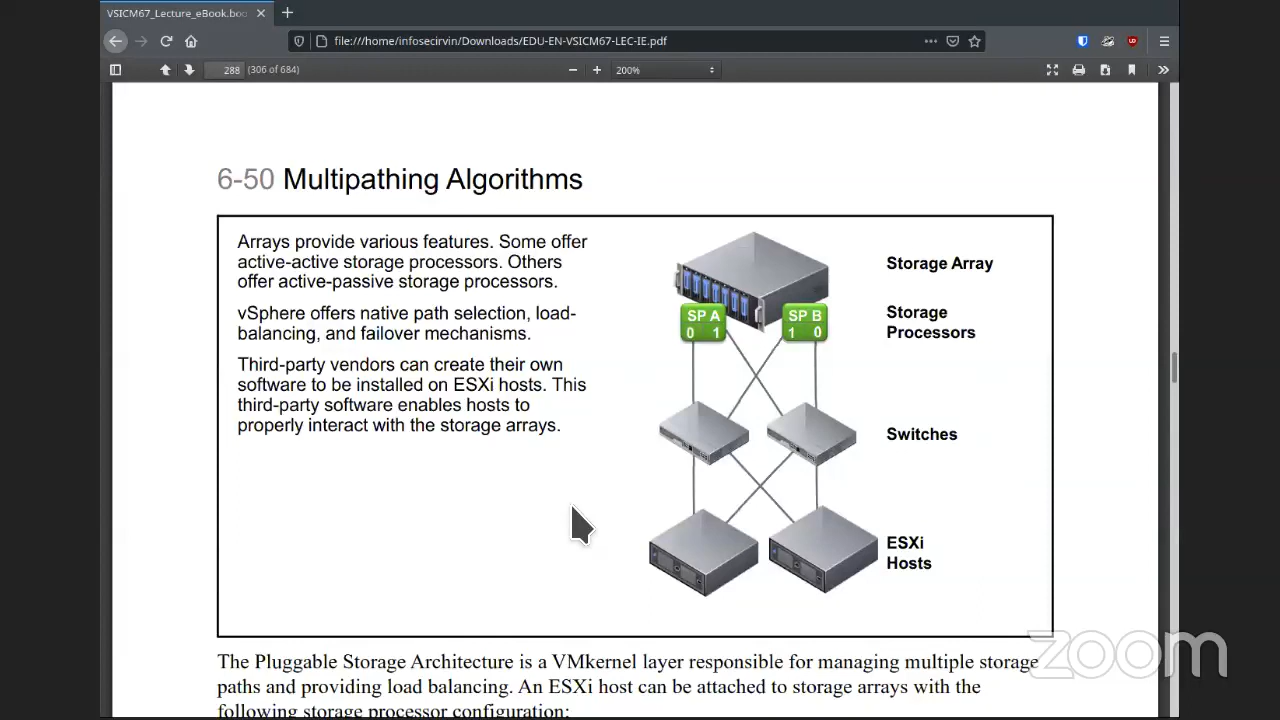 VSICM67_Lecture_eBook.boo
file:///home/infosecirvin/Downloads/EDU-EN-VSICM67-LEC-IE.pdf
288 (306 of 684)
200%
6-50 Multipathing Algorithms
Arrays provide various features. Some offer
active-active storage processors. Others
offer active-passive storage processors.
vSphere offers native path selection, load-
balancing, and failover mechanisms.
Third-party vendors can create their own
software to be installed on ESXi hosts. This
third-party software enables hosts to
properly interact with the storage arrays.
Storage Array
SP A
0 1
SP B
1 0
Storage
Processors
Switches
ESXi
Hosts
The Pluggable Storage Architecture is a VMkernel layer responsible for managing multiple storage
paths and providing load balancing. An ESXi host can be attached to storage arrays with the
following storage processor configuration:
zoom